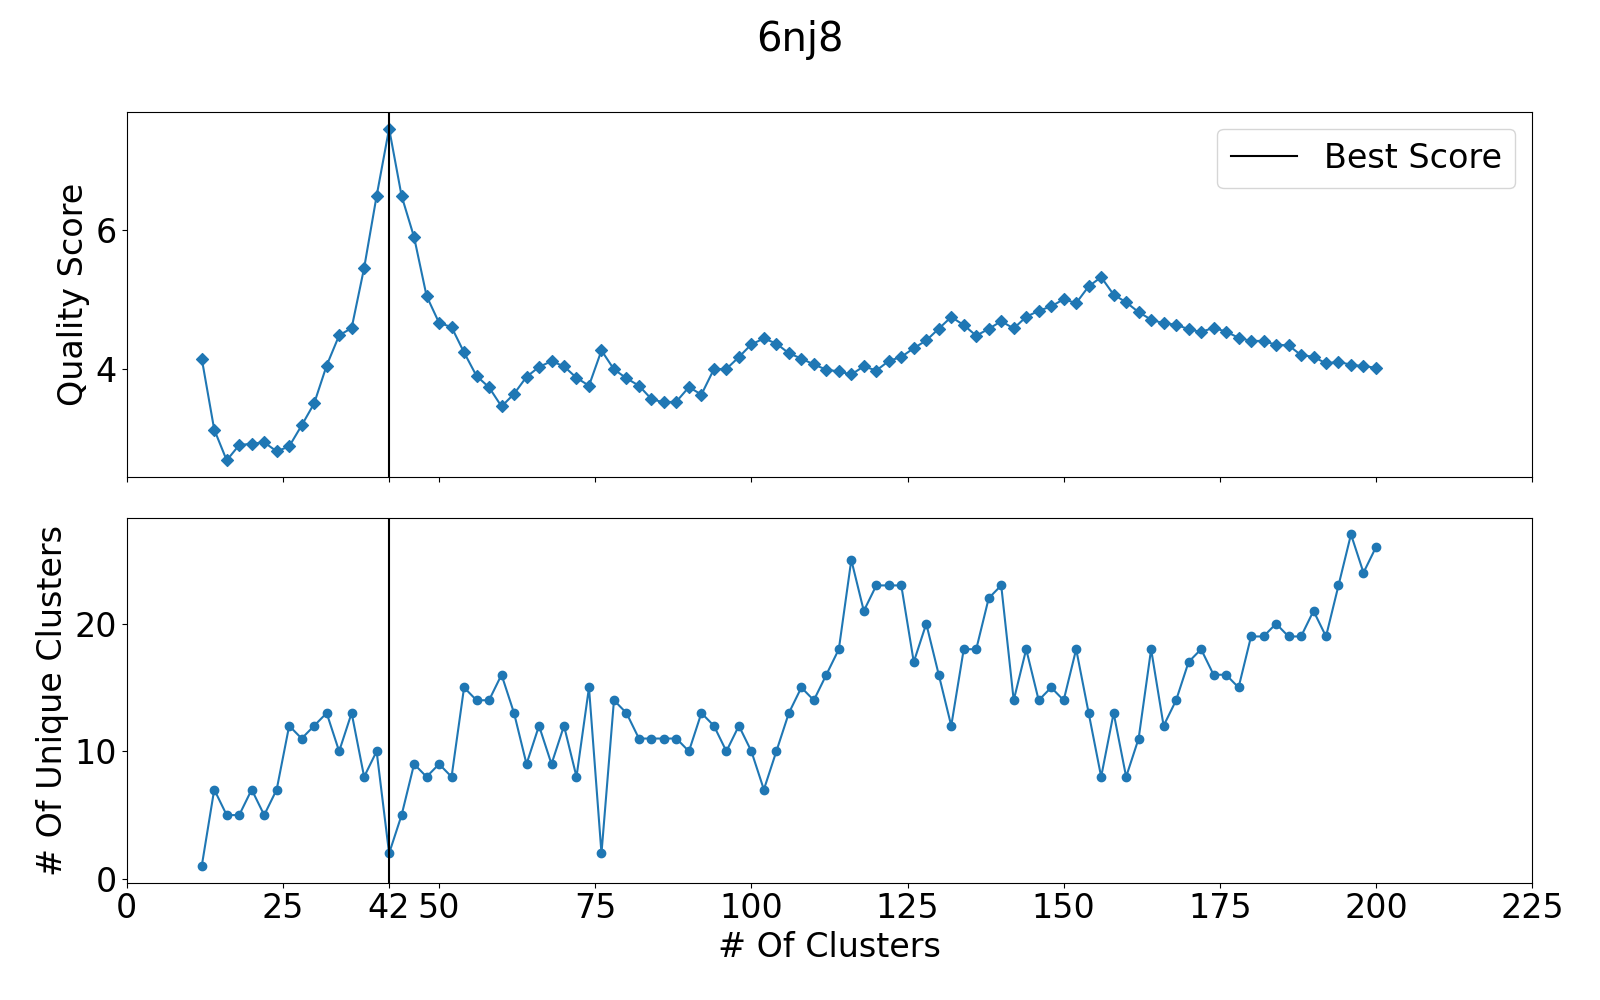 6nj8
Best Score
Quality Score
6
4
# Of Unique Clusters
20
10
0
0 25 42 50 75 100 125 150 175 200 225
# Of Clusters